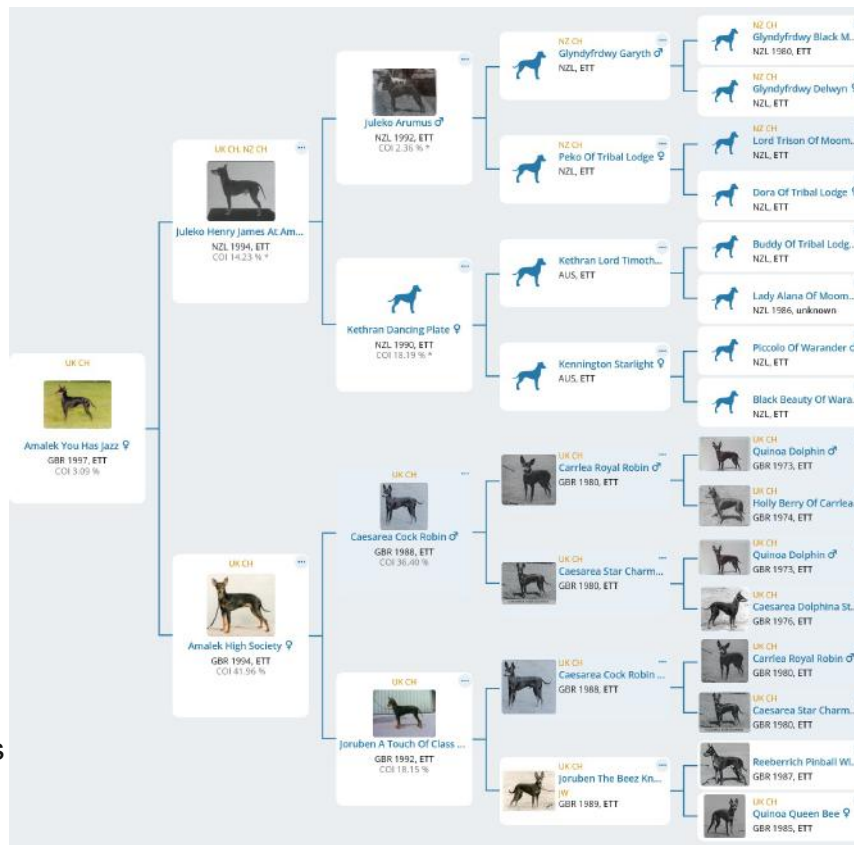 UK CH
Amalek You Has Jazz ♀
GBR 1997, ETT
COI 3.09 %
UK CH, NZ CH
Juleko Henry James At Am...
NZL 1994, ETT
COI 14.23 % *
UK CH
Amalek High Society ♀
GBR 1994, ETT
COI 41.96 %
s
Juleko Arumus ♂
NZL 1992, ETT
COI 2.36 % *
Kethran Dancing Plate ♀
NZL 1990, ETT
COI 18.19 % *
UK CH
Caesarea Cock Robin ♂
GBR 1988, ETT
COI 36.40 %
UK CH
Joruben A Touch Of Class ...
GBR 1992, ETT
COI 18.15 %
NZ CH
Glyndyfrdwy Garyth ♂
NZL, ETT
NZ CH
Peko Of Tribal Lodge ♀
NZL, ETT
Kethran Lord Timoth...
AUS, ETT
Kennington Starlight ♀
AUS, ETT
UK CH
Carrlea Royal Robin ♂
GBR 1980, ETT
UK CH
Caesarea Star Charm...
GBR 1980, ETT
UK CH
Caesarea Cock Robin ...
GBR 1988, ETT
UK CH
Joruben The Beez Kn...
JW
GBR 1989, ETT
NZ CH
Glyndyfrdwy Black M...
NZL 1980, ETT
NZ CH
Glyndyfrdwy Delwyn ♀
NZL, ETT
NZ CH
Lord Trison Of Moom...
NZL, ETT
Dora Of Tribal Lodge ♀
NZL, ETT
Buddy Of Tribal Lodg...
NZL, ETT
Lady Alana Of Moom...
NZL 1986, unknown
Piccolo Of Warander ♂
NZL, ETT
Black Beauty Of Wara...
NZL, ETT
UK CH
Quinoa Dolphin ♂
GBR 1973, ETT
UK CH
Holly Berry Of Carrlea
GBR 1974, ETT
UK CH
Quinoa Dolphin ♂
GBR 1973, ETT
UK CH
Caesarea Dolphina St...
GBR 1976, ETT
UK CH
Carrlea Royal Robin ♂
GBR 1980, ETT
UK CH
Caesarea Star Charm...
GBR 1980, ETT
Reeberrich Pinball Wi...
GBR 1987, ETT
UK CH
Quinoa Queen Bee ♀
GBR 1985, ETT